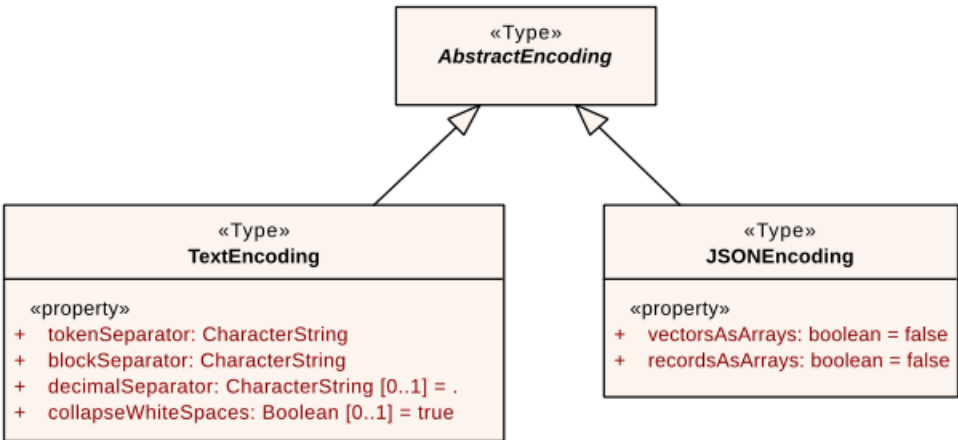 «Type»
AbstractEncoding
«Type»
TextEncoding
«property»
+ tokenSeparator: CharacterString
+ blockSeparator: CharacterString
+ decimalSeparator: CharacterString [0..1] = .
+ collapseWhiteSpaces: Boolean [0..1] = true
«Type»
JSONEncoding
«property»
+ vectorsAsArrays: boolean = false
+ recordsAsArrays: boolean = false